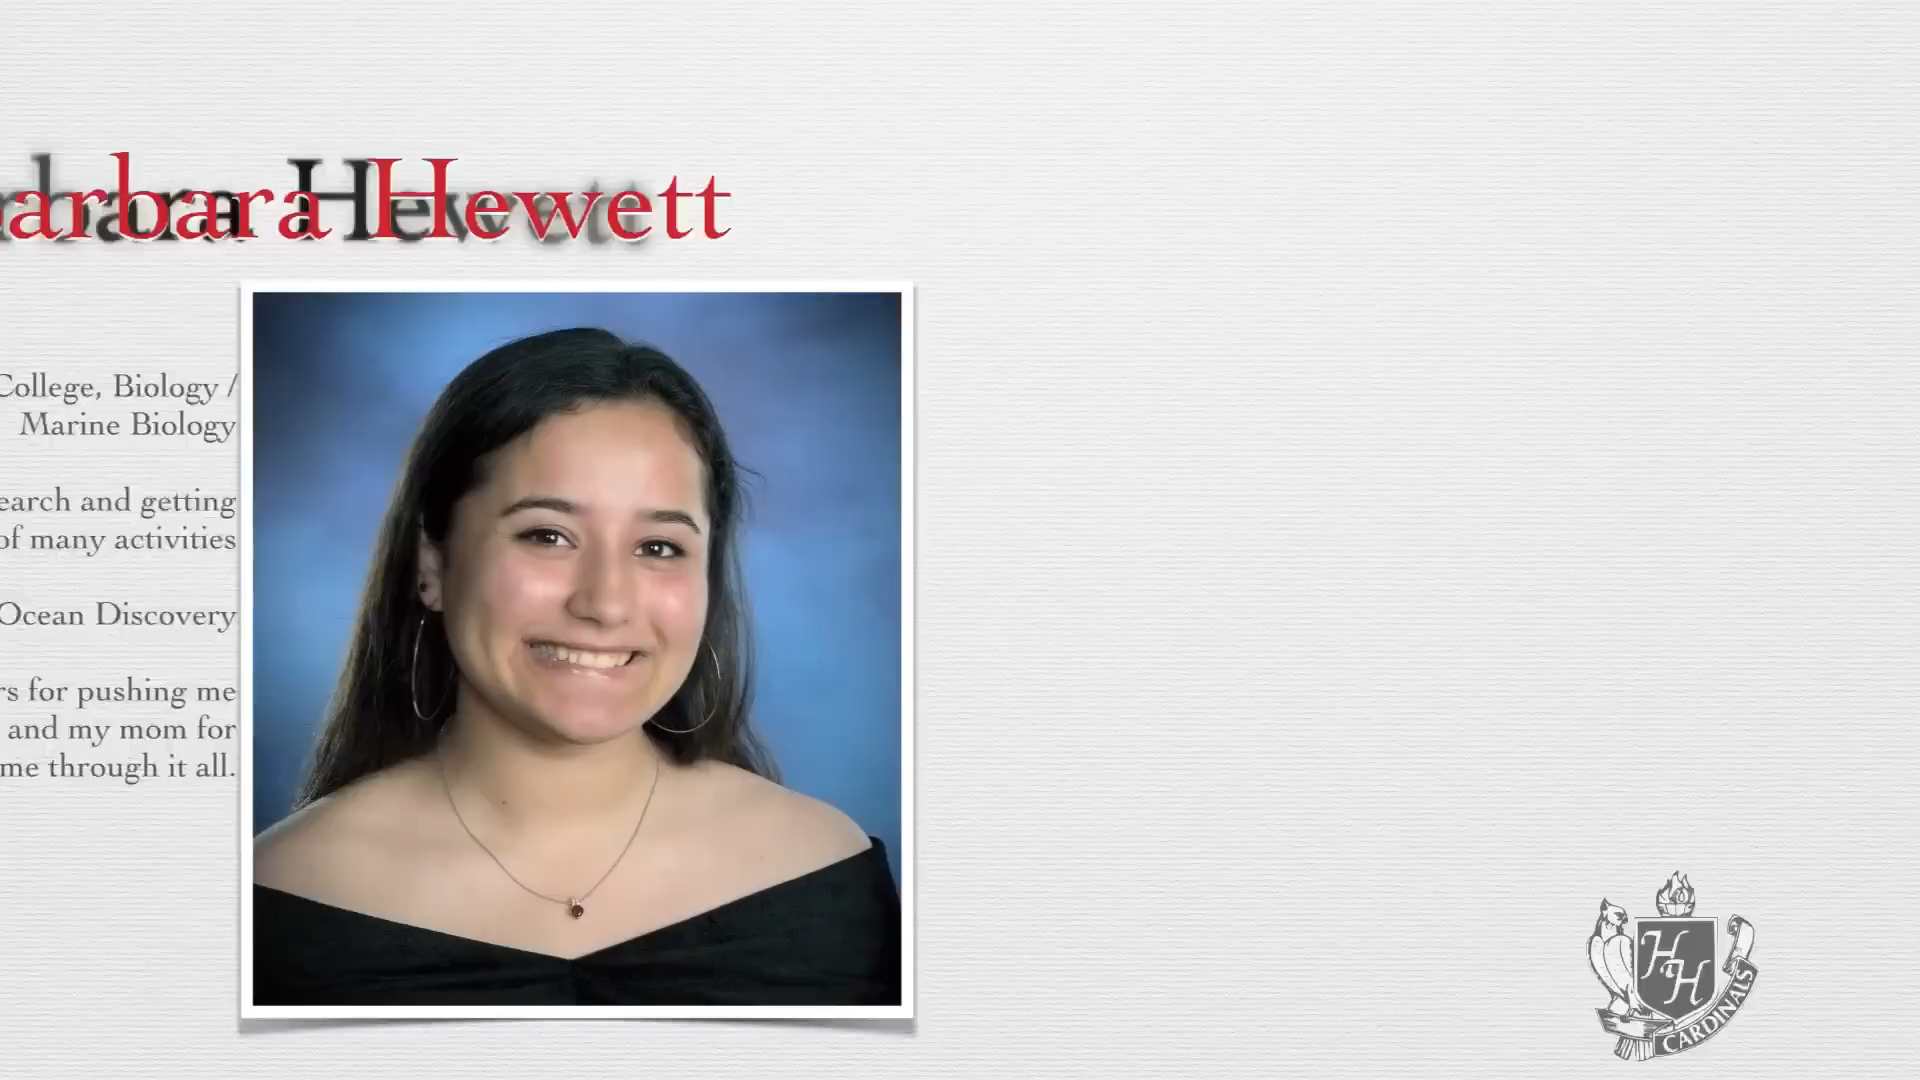 arbara Hewett
College, Biology /
Marine Biology
earch and getting
of many activities
Ocean Discovery
rs for pushing me
and my mom for
me through it all.
HH
CARDINALS